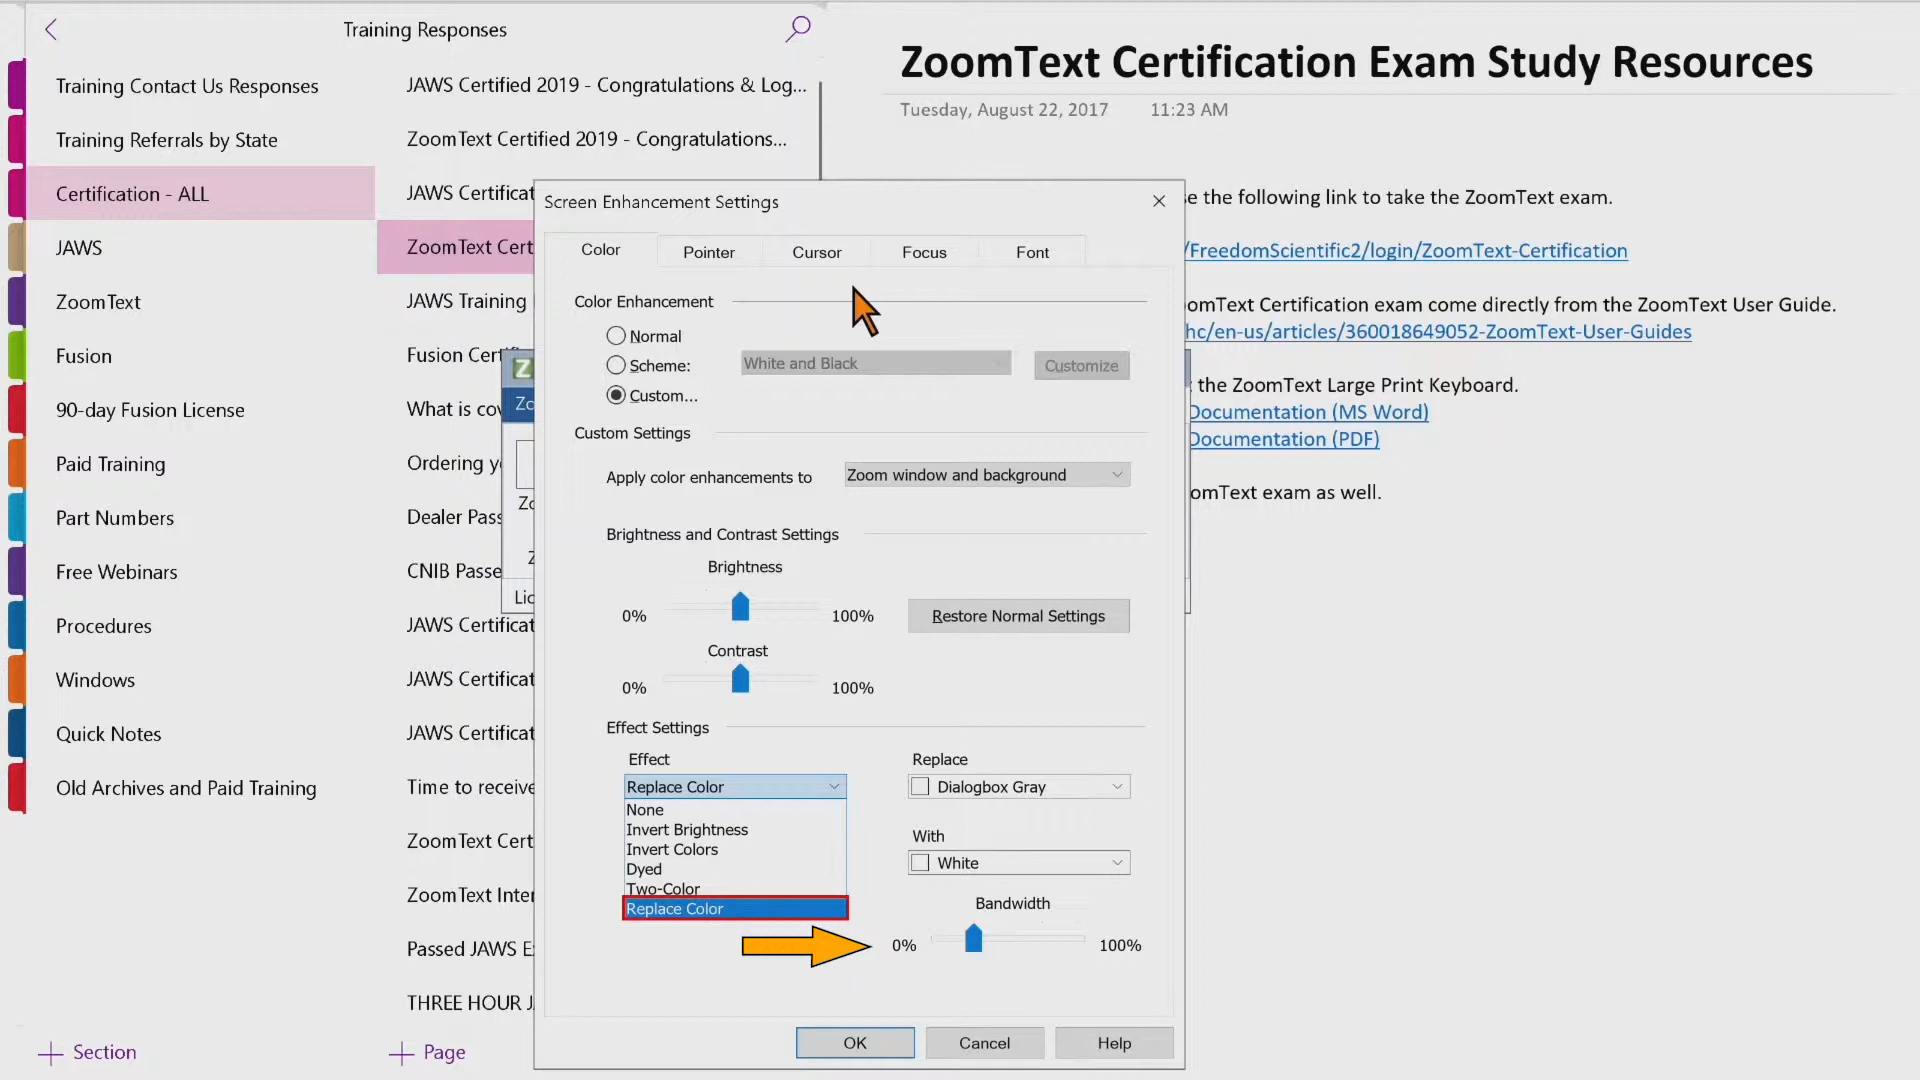 Training Responses
Training Contact Us Responses
Training Referrals by State
Certification - ALL
JAWS
ZoomText
Fusion
90-day Fusion License
Paid Training
Part Numbers
Free Webinars
Procedures
Windows
Quick Notes
Old Archives and Paid Training
Section
JAWS Certified 2019 - Congratulations & Log...
ZoomText Certified 2019 - Congratulations...
JAWS Certificat
ZoomText Cert
JAWS Training
Fusion Certi
What is cov
Ordering y
Dealer Pass
CNIB Passe
JAWS Certificat
JAWS Certificat
JAWS Certificat
Time to receive
ZoomText Cert
ZoomText Inter
Passed JAWS E
THREE HOUR J
Page
ZoomText Certification Exam Study Resources
Tuesday, August 22, 2017 11:23 AM
e the following link to take the ZoomText exam.
/FreedomScientific2/login/ZoomText-Certification
omText Certification exam come directly from the ZoomText User Guide.
hc/en-us/articles/360018649052-ZoomText-User-Guides
the ZoomText Large Print Keyboard.
Documentation (MS Word)
Documentation (PDF)
omText exam as well.
Z
Zo
Zo
Z
Lic
Screen Enhancement Settings
Color Pointer Cursor Focus Font
Color Enhancement
Normal
Scheme: White and Black Customize
Custom...
Custom Settings
Apply color enhancements to Zoom window and background
Brightness and Contrast Settings
Brightness
0% 100% Restore Normal Settings
Contrast
0% 100%
Effect Settings
Effect
Replace Color
None
Invert Brightness
Invert Colors
Dyed
Two-Color
Replace Color
Replace
Dialogbox Gray
With
White
Bandwidth
0% 100%
OK Cancel Help